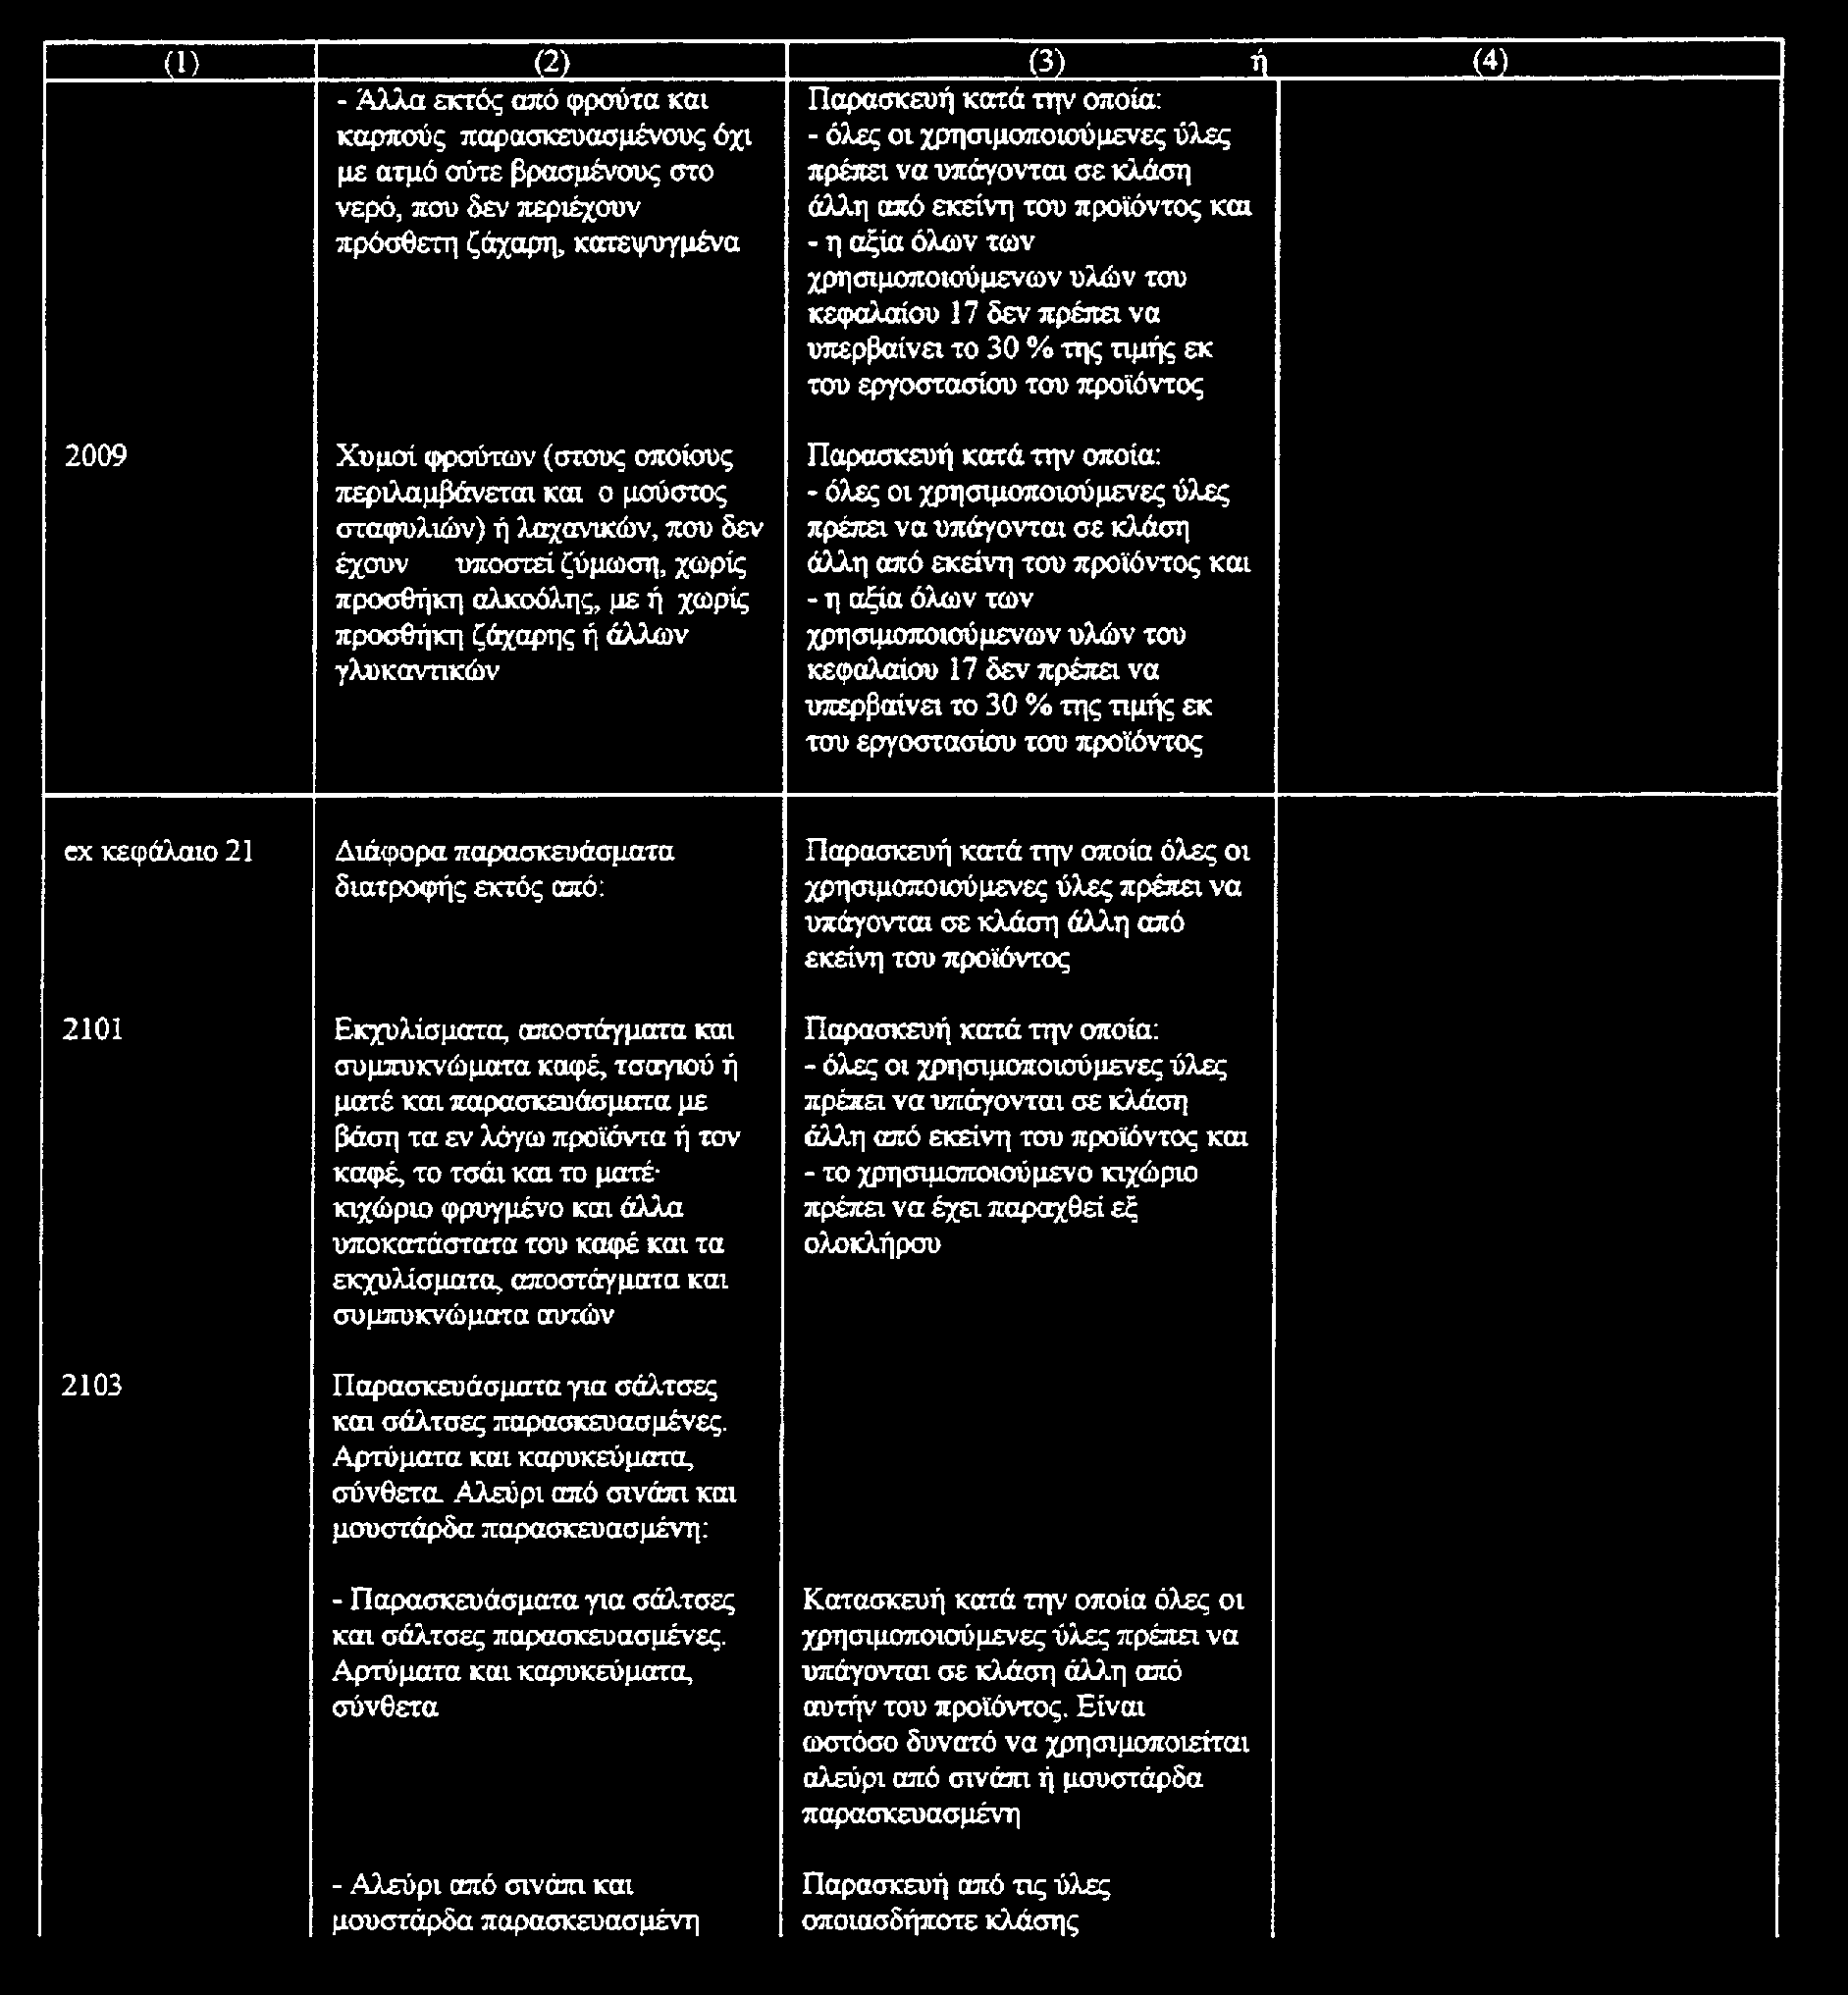 (1) (2) (3) ή (4)
- Άλλα εκτός από φρούτα και
καρπούς παρασκευασμένους όχι
με ατμό ούτε βρασμένους στο
νερό, που δεν περιέχουν
πρόσθετη ζάχαρη, κατεψυγμένα
Παρασκευή κατά την οποία:
- όλες οι χρησιμοποιούμενες ύλες
πρέπει να υπάγονται σε κλάση
άλλη από εκείνη του προϊόντος και
- η αξία όλων των
χρησιμοποιούμενων υλών του
κεφαλαίου 17 δεν πρέπει να
υπερβαίνει το 30 % της τιμής εκ
του εργοστασίου του προϊόντος
2009
Χυμοί φρούτων (στους οποίους
περιλαμβάνεται και ο μούστος
σταφυλιών) ή λαχανικών, που δεν
έχουν υποστεί ζύμωση, χωρίς
προσθήκη αλκοόλης, με ή χωρίς
προσθήκη ζάχαρης ή άλλων
γλυκαντικών
Παρασκευή κατά την οποία:
- όλες οι χρησιμοποιούμενες ύλες
πρέπει να υπάγονται σε κλάση
άλλη από εκείνη του προϊόντος και
- η αξία όλων των
χρησιμοποιούμενων υλών του
κεφαλαίου 17 δεν πρέπει να
υπερβαίνει το 30 % της τιμής εκ
του εργοστασίου του προϊόντος
ex κεφάλαιο 21
Διάφορα παρασκευάσματα
διατροφής εκτός από:
Παρασκευή κατά την οποία όλες οι
χρησιμοποιούμενες ύλες πρέπει να
υπάγονται σε κλάση άλλη από
εκείνη του προϊόντος
2101
Εκχυλίσματα, αποστάγματα και
συμπυκνώματα καφέ, τσαγιού ή
ματέ και παρασκευάσματα με
βάση τα εν λόγω προϊόντα ή τον
καφέ, το τσάι και το ματέ·
κιχώριο φρυγμένο και άλλα
υποκατάστατα του καφέ και τα
εκχυλίσματα, αποστάγματα και
συμπυκνώματα αυτών
Παρασκευή κατά την οποία:
- όλες οι χρησιμοποιούμενες ύλες
πρέπει να υπάγονται σε κλάση
άλλη από εκείνη του προϊόντος και
- το χρησιμοποιούμενο κιχώριο
πρέπει να έχει παραχθεί εξ
ολοκλήρου
2103
Παρασκευάσματα για σάλτσες
και σάλτσες παρασκευασμένες.
Αρτύματα και καρυκεύματα,
σύνθετα. Αλεύρι από σινάπι και
μουστάρδα παρασκευασμένη:
- Παρασκευάσματα για σάλτσες
και σάλτσες παρασκευασμένες.
Αρτύματα και καρυκεύματα,
σύνθετα
Κατασκευή κατά την οποία όλες οι
χρησιμοποιούμενες ύλες πρέπει να
υπάγονται σε κλάση άλλη από
αυτήν του προϊόντος. Είναι
ωστόσο δυνατό να χρησιμοποιείται
αλεύρι από σινάπι ή μουστάρδα
παρασκευασμένη
- Αλεύρι από σινάπι και
μουστάρδα παρασκευασμένη
Παρασκευή από τις ύλες
οποιασδήποτε κλάσης